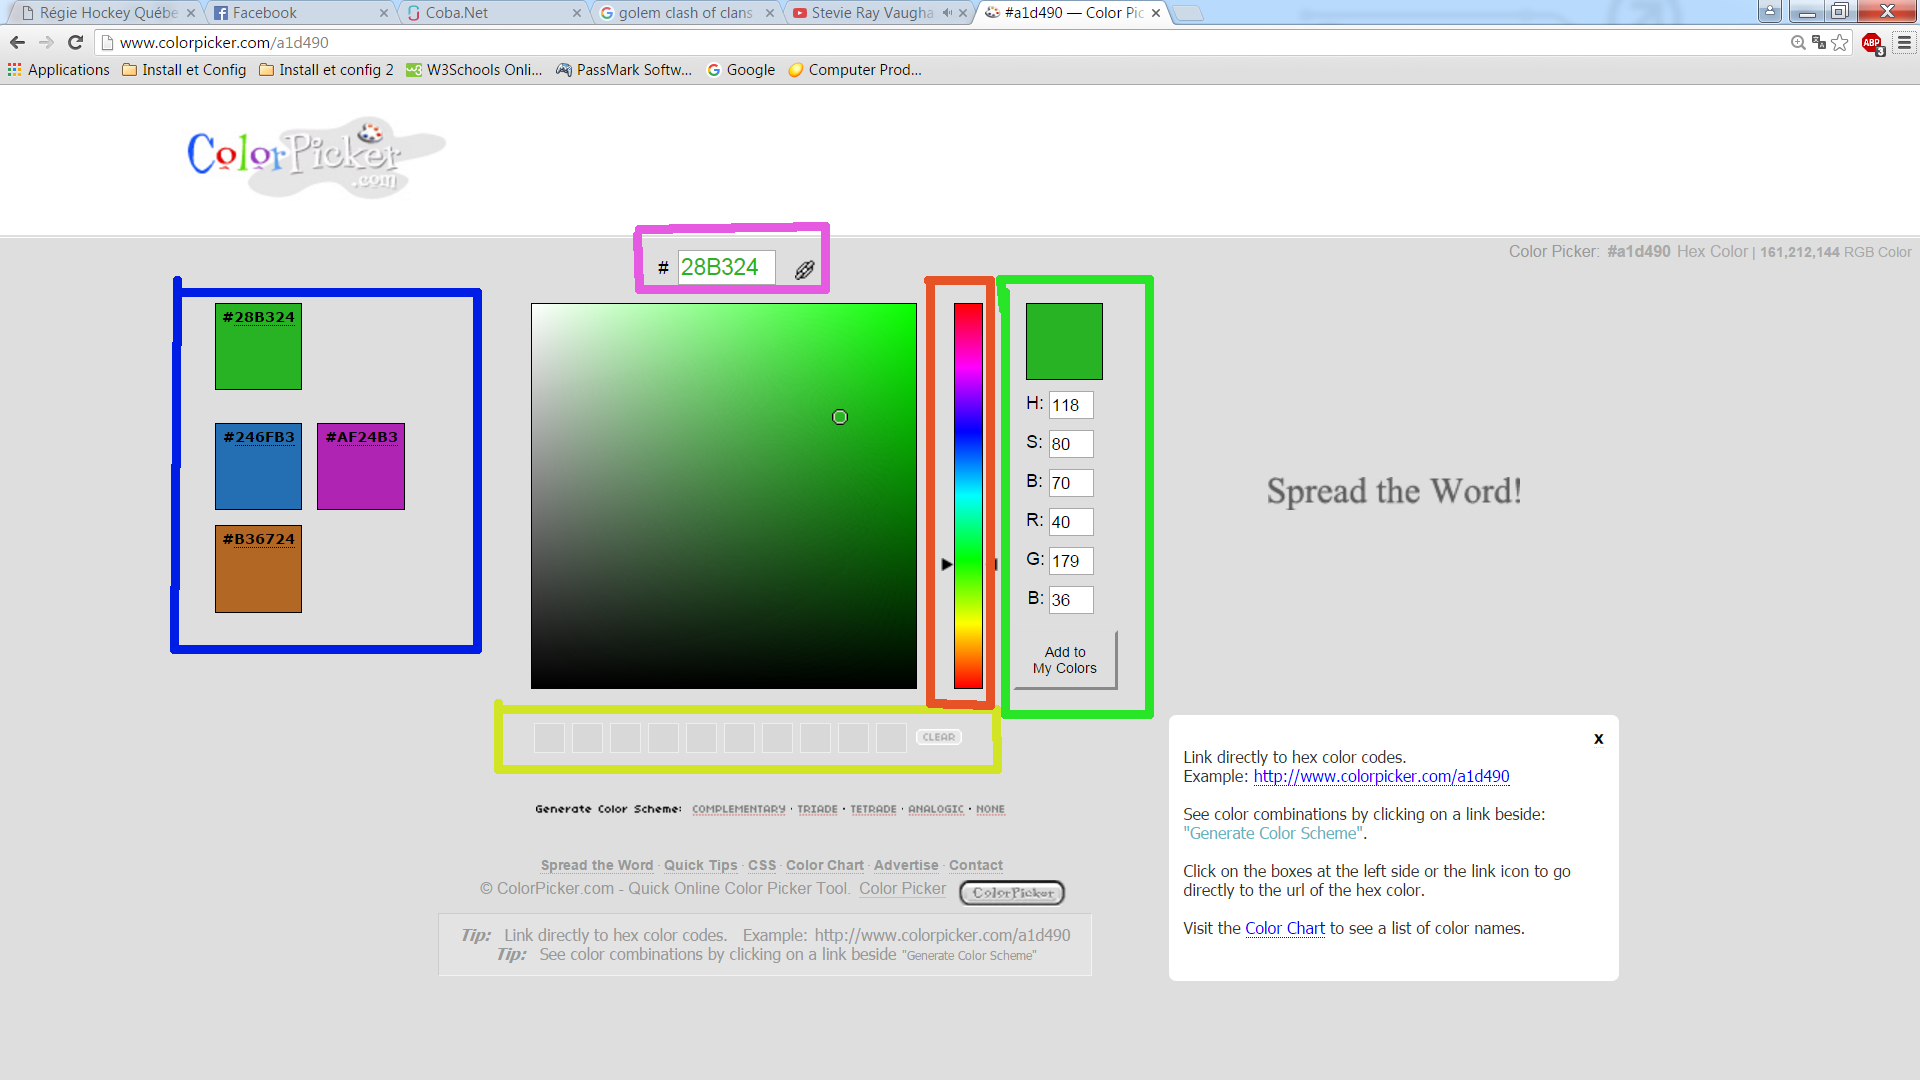 Régie Hockey Québe
Facebook
Coba.Net
golem clash of clans
Stevie Ray Vaugha
#a1d490 — Color Pic
www.colorpicker.com/a1d490
ABP
3
Applications
Install et Config
Install et config 2
W3Schools Onli...
PassMark Softw...
Google
Computer Prod...
ColorPicker
.com
Color Picker: #a1d490 Hex Color | 161,212,144 RGB Color
# 28B324
#28B324
#246FB3
#AF24B3
#B36724
H: 118
S: 80
B: 70
R: 40
G: 179
B: 36
Add to
My Colors
Spread the Word!
CLEAR
Generate Color Scheme: COMPLEMENTARY · TRIADE · TETRADE · ANALOGIC · NONE
Spread the Word · Quick Tips · CSS · Color Chart · Advertise · Contact
© ColorPicker.com - Quick Online Color Picker Tool. Color Picker
ColorPicker
Tip: Link directly to hex color codes. Example: http://www.colorpicker.com/a1d490
Tip: See color combinations by clicking on a link beside "Generate Color Scheme"
x
Link directly to hex color codes.
Example: http://www.colorpicker.com/a1d490
See color combinations by clicking on a link beside:
"Generate Color Scheme".
Click on the boxes at the left side or the link icon to go
directly to the url of the hex color.
Visit the Color Chart to see a list of color names.